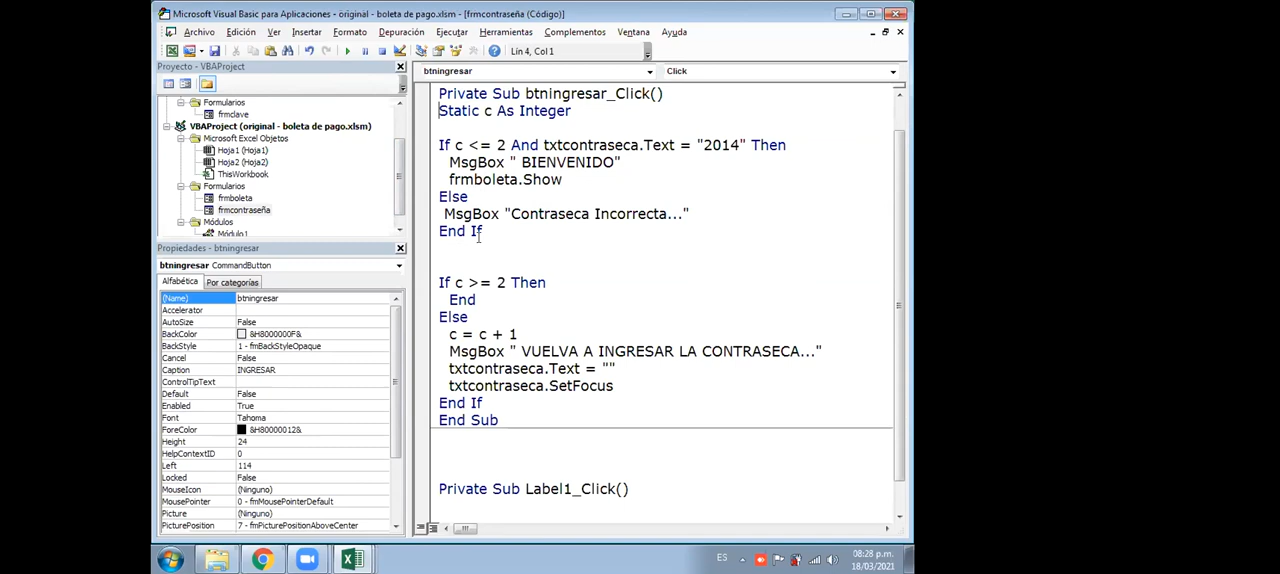 Microsoft Visual Basic para Aplicaciones - original - boleta de pago.xlsm - [frmcontraseña (Código)]
Archivo Edición Ver Insertar Formato Depuración Ejecutar Herramientas Complementos Ventana Ayuda
Lín 4, Col 1
Proyecto - VBAProject
Formularios
frmclave
VBAProject (original - boleta de pago.xlsm)
Microsoft Excel Objetos
Hoja1 (Hoja1)
Hoja2 (Hoja2)
ThisWorkbook
Formularios
frmboleta
frmcontraseña
Módulos
Módulo1
Propiedades - btningresar
btningresar CommandButton
Alfabética Por categorías
(Name) btningresar
Accelerator
AutoSize False
BackColor &H8000000F&
BackStyle 1 - fmBackStyleOpaque
Cancel False
Caption INGRESAR
ControlTipText
Default False
Enabled True
Font Tahoma
ForeColor &H80000012&
Height 24
HelpContextID 0
Left 114
Locked False
MouseIcon (Ninguno)
MousePointer 0 - fmMousePointerDefault
Picture (Ninguno)
PicturePosition 7 - fmPicturePositionAboveCenter
btningresar Click
Private Sub btningresar_Click()
Static c As Integer
If c <= 2 And txtcontraseca.Text = "2014" Then
MsgBox " BIENVENIDO"
frmboleta.Show
Else
MsgBox "Contraseca Incorrecta..."
End If
If c >= 2 Then
End
Else
c = c + 1
MsgBox " VUELVA A INGRESAR LA CONTRASECA..."
txtcontraseca.Text = ""
txtcontraseca.SetFocus
End If
End Sub
Private Sub Label1_Click()
ES
08:28 p.m.
18/03/2021